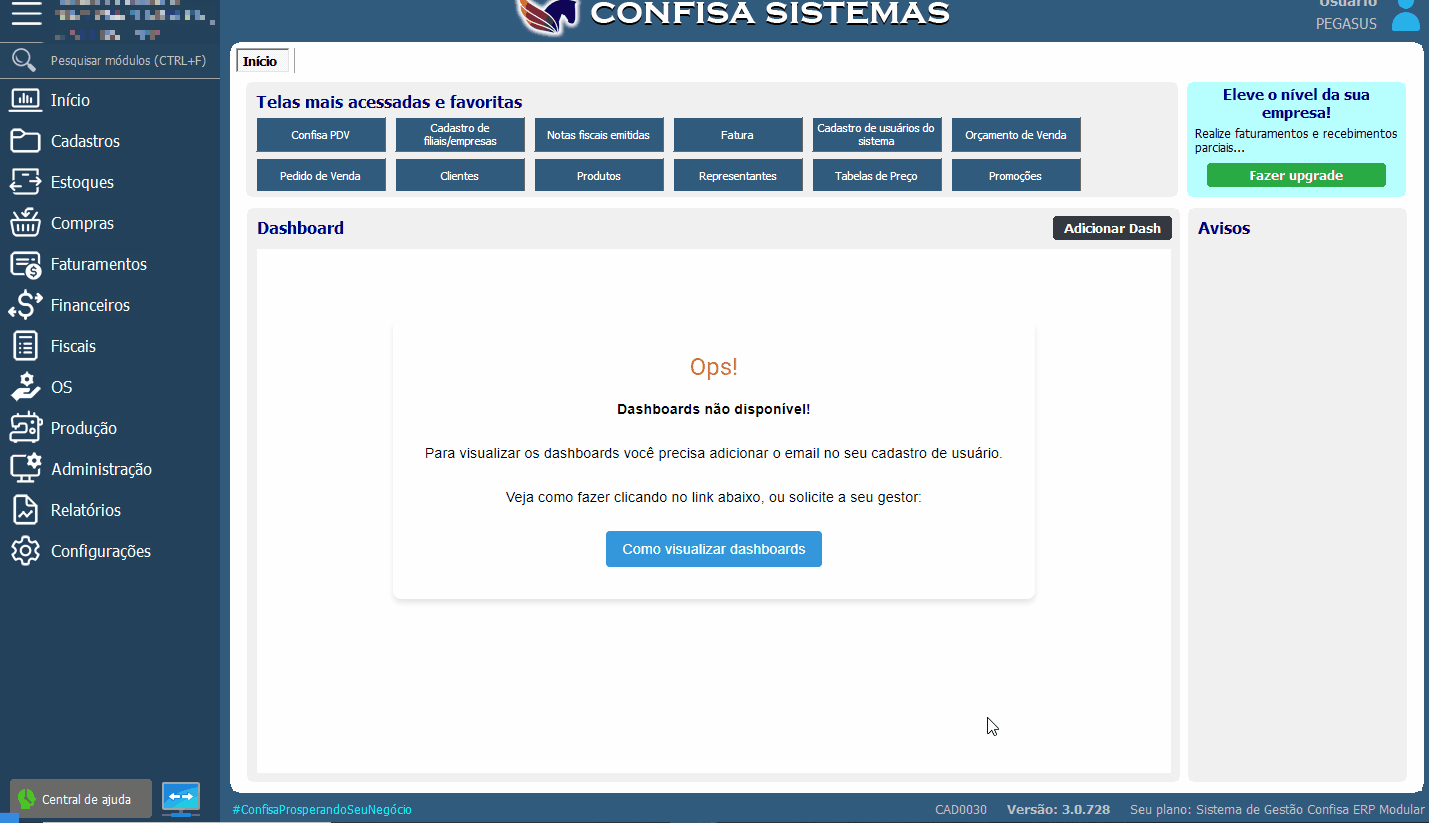 CONFISA SISTEMAS
Usuário
PEGASUS
Pesquisar módulos (CTRL+F)
Início
Cadastros
Estoques
Compras
Faturamentos
Financeiros
Fiscais
OS
Produção
Administração
Relatórios
Configurações
Central de ajuda
Início
Telas mais acessadas e favoritas
Confisa PDV
Cadastro de
filiais/empresas
Notas fiscais emitidas
Fatura
Cadastro de usuários do
sistema
Orçamento de Venda
Pedido de Venda
Clientes
Produtos
Representantes
Tabelas de Preço
Promoções
Eleve o nível da sua
empresa!
Realize faturamentos e recebimentos
parciais...
Fazer upgrade
Dashboard
Adicionar Dash
Ops!
Dashboards não disponível!
Para visualizar os dashboards você precisa adicionar o email no seu cadastro de usuário.
Veja como fazer clicando no link abaixo, ou solicite a seu gestor:
Como visualizar dashboards
Avisos
#ConfisaProsperandoSeuNegócio
CAD0030
Versão: 3.0.728
Seu plano: Sistema de Gestão Confisa ERP Modular